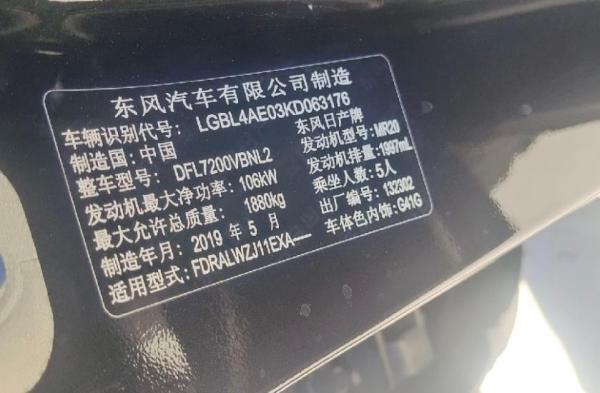 东风汽车有限公司制造
车辆识别代号：LGBL4AE03KD063176
制造国：中国 东风日产牌
整车型号：DFL7200VBNL2 发动机型号：MR20
发动机最大净功率：106kW 发动机排量：1997mL
最大允许总质量：1880kg 乘坐人数：5人
制造年月：2019 年 5 月 出厂编号：132302
适用型式：FDRALWZJ11EXA---- 车体色内饰：G41G